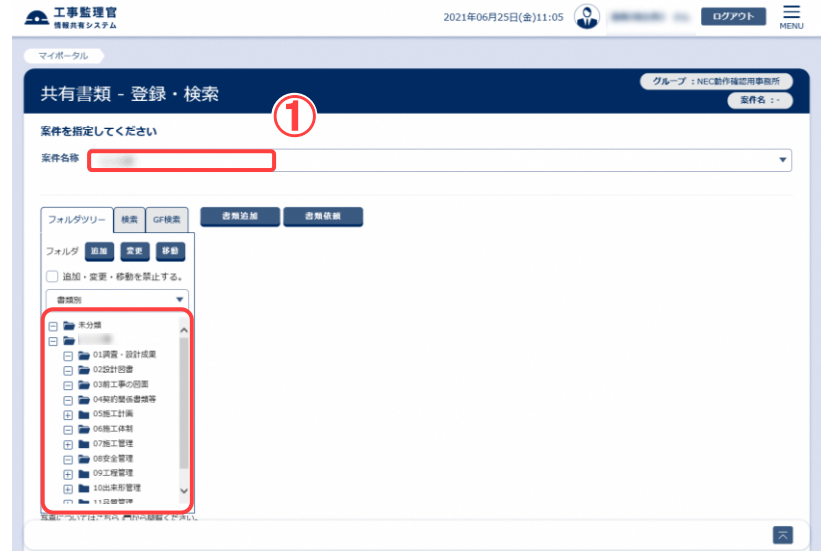 工事監理官
情報共有システム
2021年06月25日(金)11:05
ログアウト
MENU
マイポータル
共有書類 - 登録・検索
グループ : NEC動作確認用事務所
案件名 : -
①
案件を指定してください
案件名称
フォルダツリー 検索 GF検索 書類追加 書類依頼
フォルダ 追加 変更 移動
追加・変更・移動を禁止する。
書類別
未分類
01調査・設計成果
02設計図書
03前工事の図面
04契約関係書類等
05施工計画
06施工体制
07施工管理
08安全管理
09工程管理
10出来形管理
11品質管理